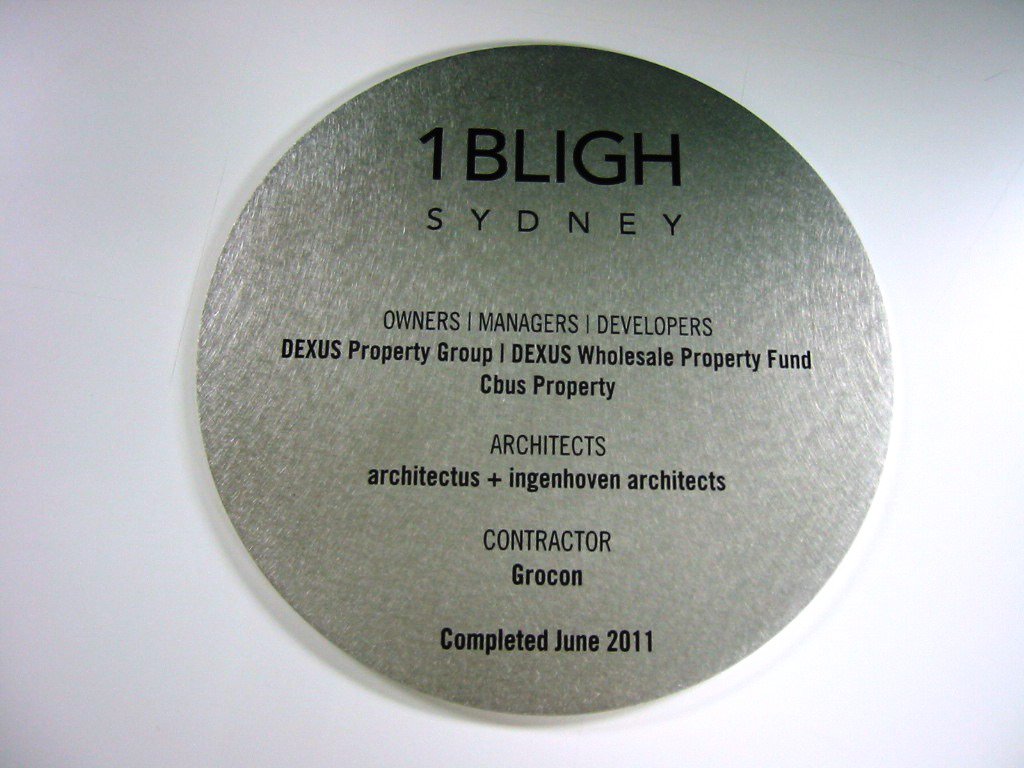 1 BLIGH
SYDNEY
OWNERS | MANAGERS | DEVELOPERS
DEXUS Property Group | DEXUS Wholesale Property Fund
Cbus Property
ARCHITECTS
architectus + ingenhoven architects
CONTRACTOR
Grocon
Completed June 2011